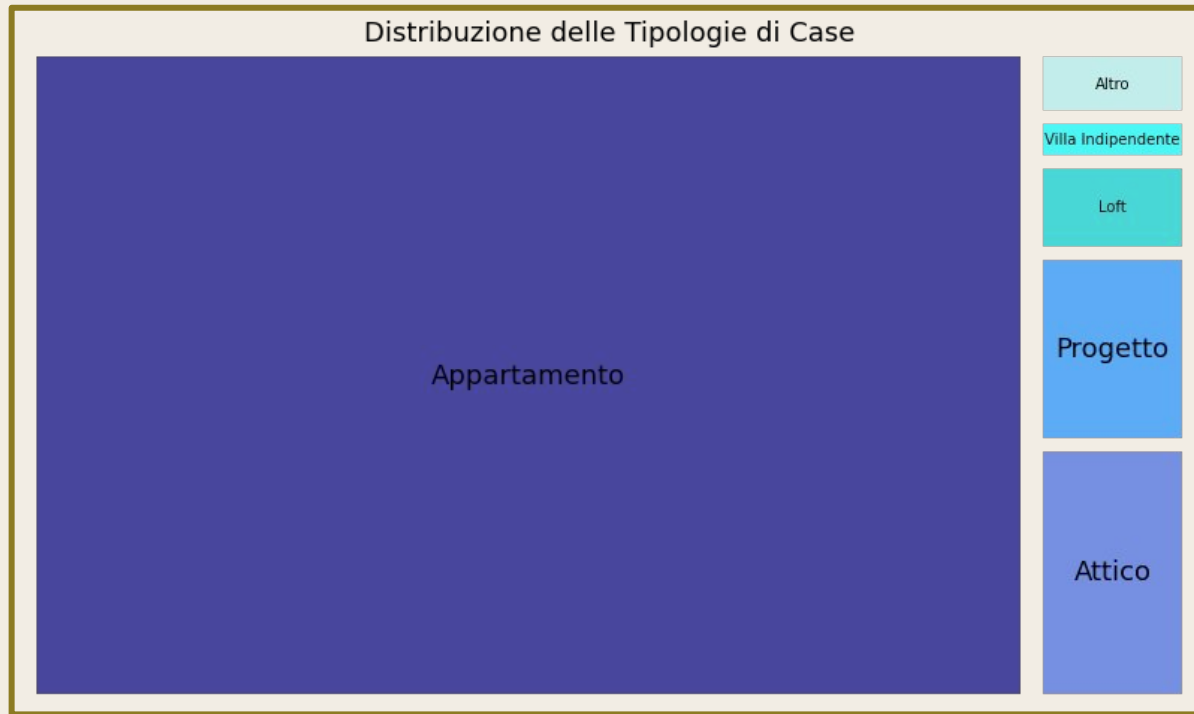 Distribuzione delle Tipologie di Case
Appartamento
Altro
Villa Indipendente
Loft
Progetto
Attico